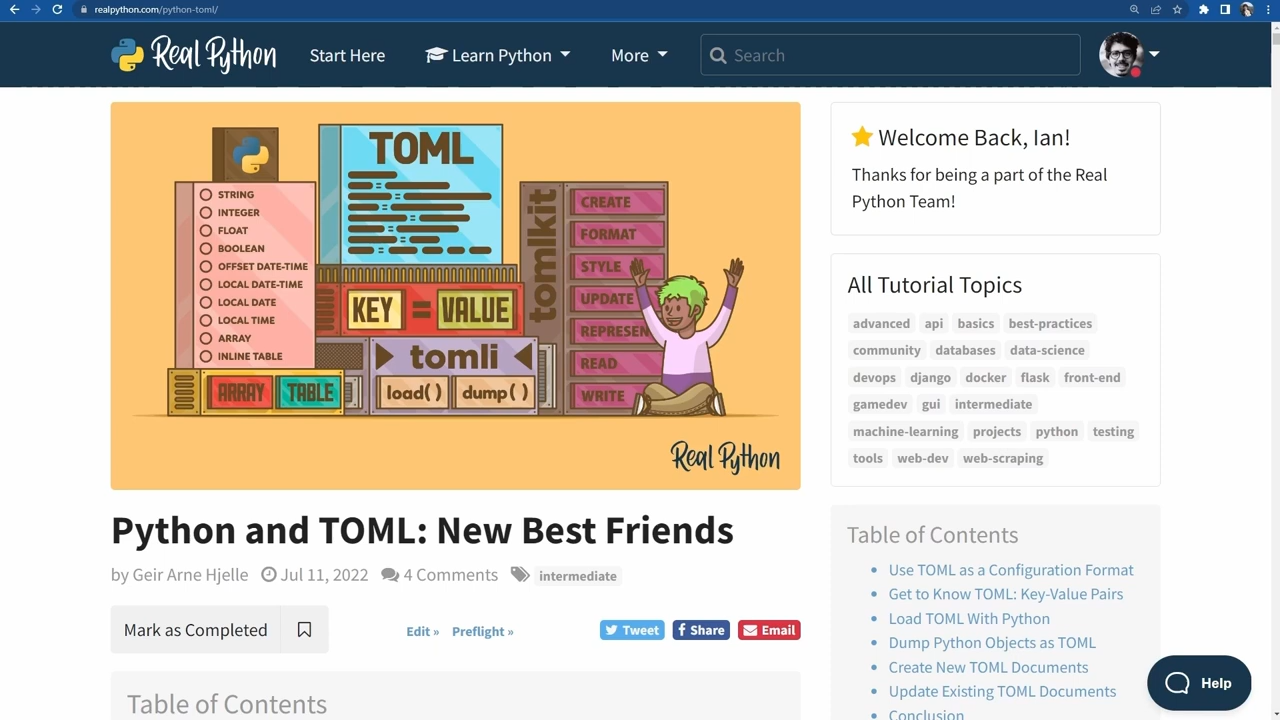 realpython.com/python-toml/
Real Python
Start Here
Learn Python
More
Search
STRING
INTEGER
FLOAT
BOOLEAN
OFFSET DATE-TIME
LOCAL DATE-TIME
LOCAL DATE
LOCAL TIME
ARRAY
INLINE TABLE
ARRAY TABLE
TOML
KEY = VALUE
tomli
load() dump()
tomlkit
CREATE
FORMAT
STYLE
UPDATE
REPRESEN
READ
WRITE
Real Python
Python and TOML: New Best Friends
by Geir Arne Hjelle Jul 11, 2022 4 Comments intermediate
Mark as Completed
Edit » Preflight »
Tweet Share Email
Table of Contents
Welcome Back, Ian!
Thanks for being a part of the Real
Python Team!
All Tutorial Topics
advanced api basics best-practices
community databases data-science
devops django docker flask front-end
gamedev gui intermediate
machine-learning projects python testing
tools web-dev web-scraping
Table of Contents
Use TOML as a Configuration Format
Get to Know TOML: Key-Value Pairs
Load TOML With Python
Dump Python Objects as TOML
Create New TOML Documents
Update Existing TOML Documents
Conclusion
Help